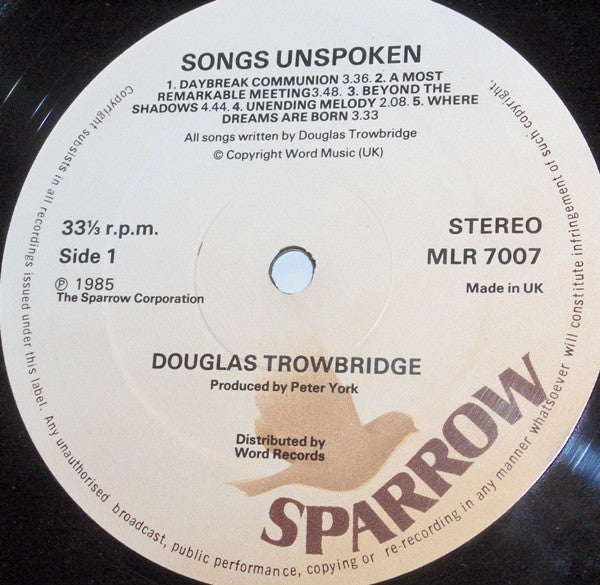 SONGS UNSPOKEN
1. DAYBREAK COMMUNION 3.36. 2. A MOST
REMARKABLE MEETING3.48. 3. BEYOND THE
SHADOWS 4.44. 4. UNENDING MELODY 2.08. 5. WHERE
DREAMS ARE BORN 3.33
All songs written by Douglas Trowbridge
© Copyright Word Music (UK)
33⅓ r.p.m.
Side 1
℗ 1985
The Sparrow Corporation
STEREO
MLR 7007
Made in UK
DOUGLAS TROWBRIDGE
Produced by Peter York
Distributed by
Word Records
SPARROW
Copyright subsists in all recordings issued under this label. Any unauthorised broadcast, public performance, copying or re-recording in any manner whatsoever will constitute infringement of such copyright.